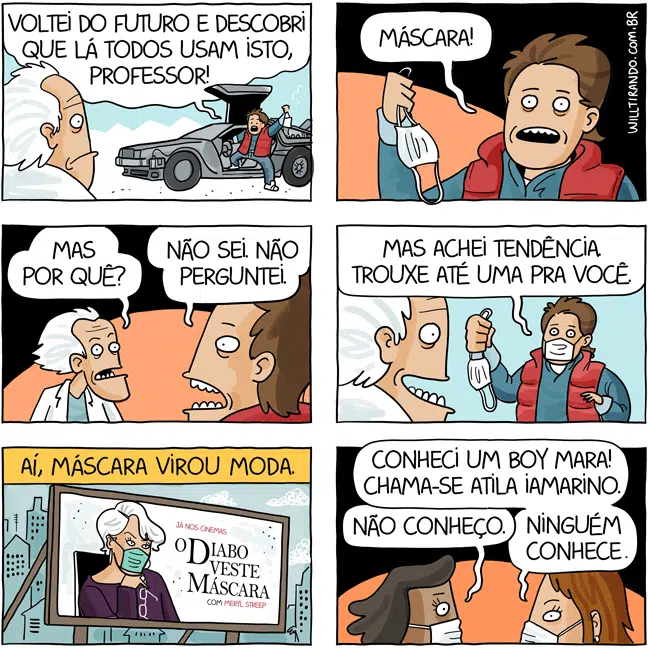 VOLTEI DO FUTURO E DESCOBRI
QUE LÁ TODOS USAM ISTO,
PROFESSOR!
MÁSCARA!
WILLTIRANDO.COM.BR
MAS
POR QUÊ?
NÃO SEI. NÃO
PERGUNTEI.
MAS ACHEI TENDÊNCIA.
TROUXE ATÉ UMA PRA VOCÊ.
AÍ, MÁSCARA VIROU MODA.
JÁ NOS CINEMAS
O DIABO
VESTE
MÁSCARA
COM MERYL STREEP
CONHECI UM BOY MARA!
CHAMA-SE ATILA IAMARINO.
NÃO CONHEÇO.
NINGUÉM
CONHECE.